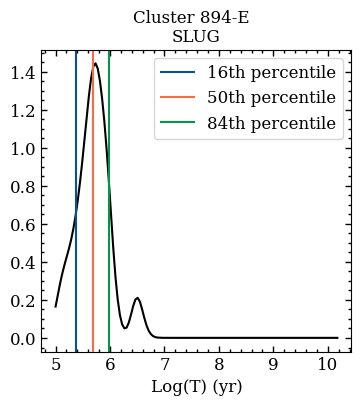 Cluster 894-E
SLUG
16th percentile
50th percentile
84th percentile
1.4
1.2
1.0
0.8
0.6
0.4
0.2
0.0
5 6 7 8 9 10
Log(T) (yr)